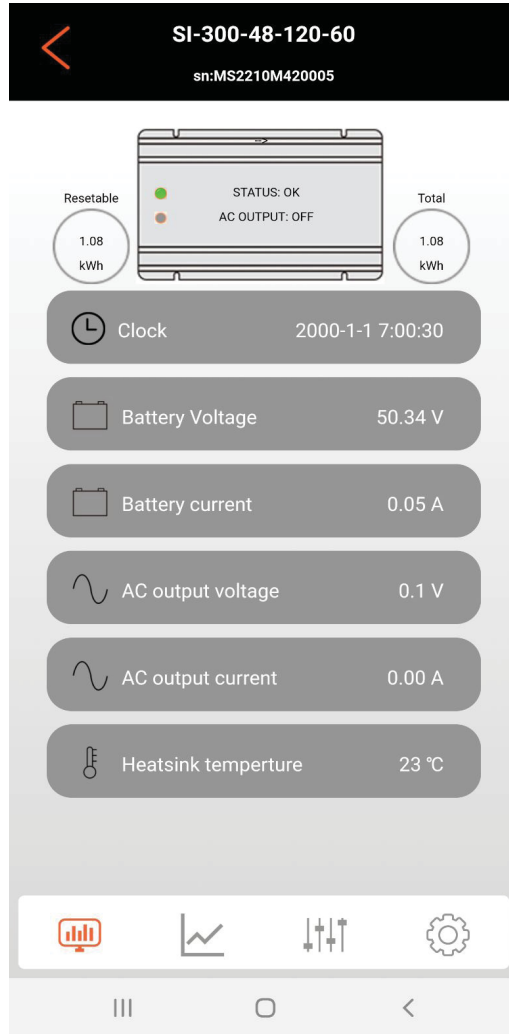 SI-300-48-120-60
sn:MS2210M420005
-->
STATUS: OK
AC OUTPUT: OFF
Resetable
1.08
kWh
Total
1.08
kWh
Clock 2000-1-1 7:00:30
Battery Voltage 50.34 V
Battery current 0.05 A
AC output voltage 0.1 V
AC output current 0.00 A
Heatsink temperture 23 ℃